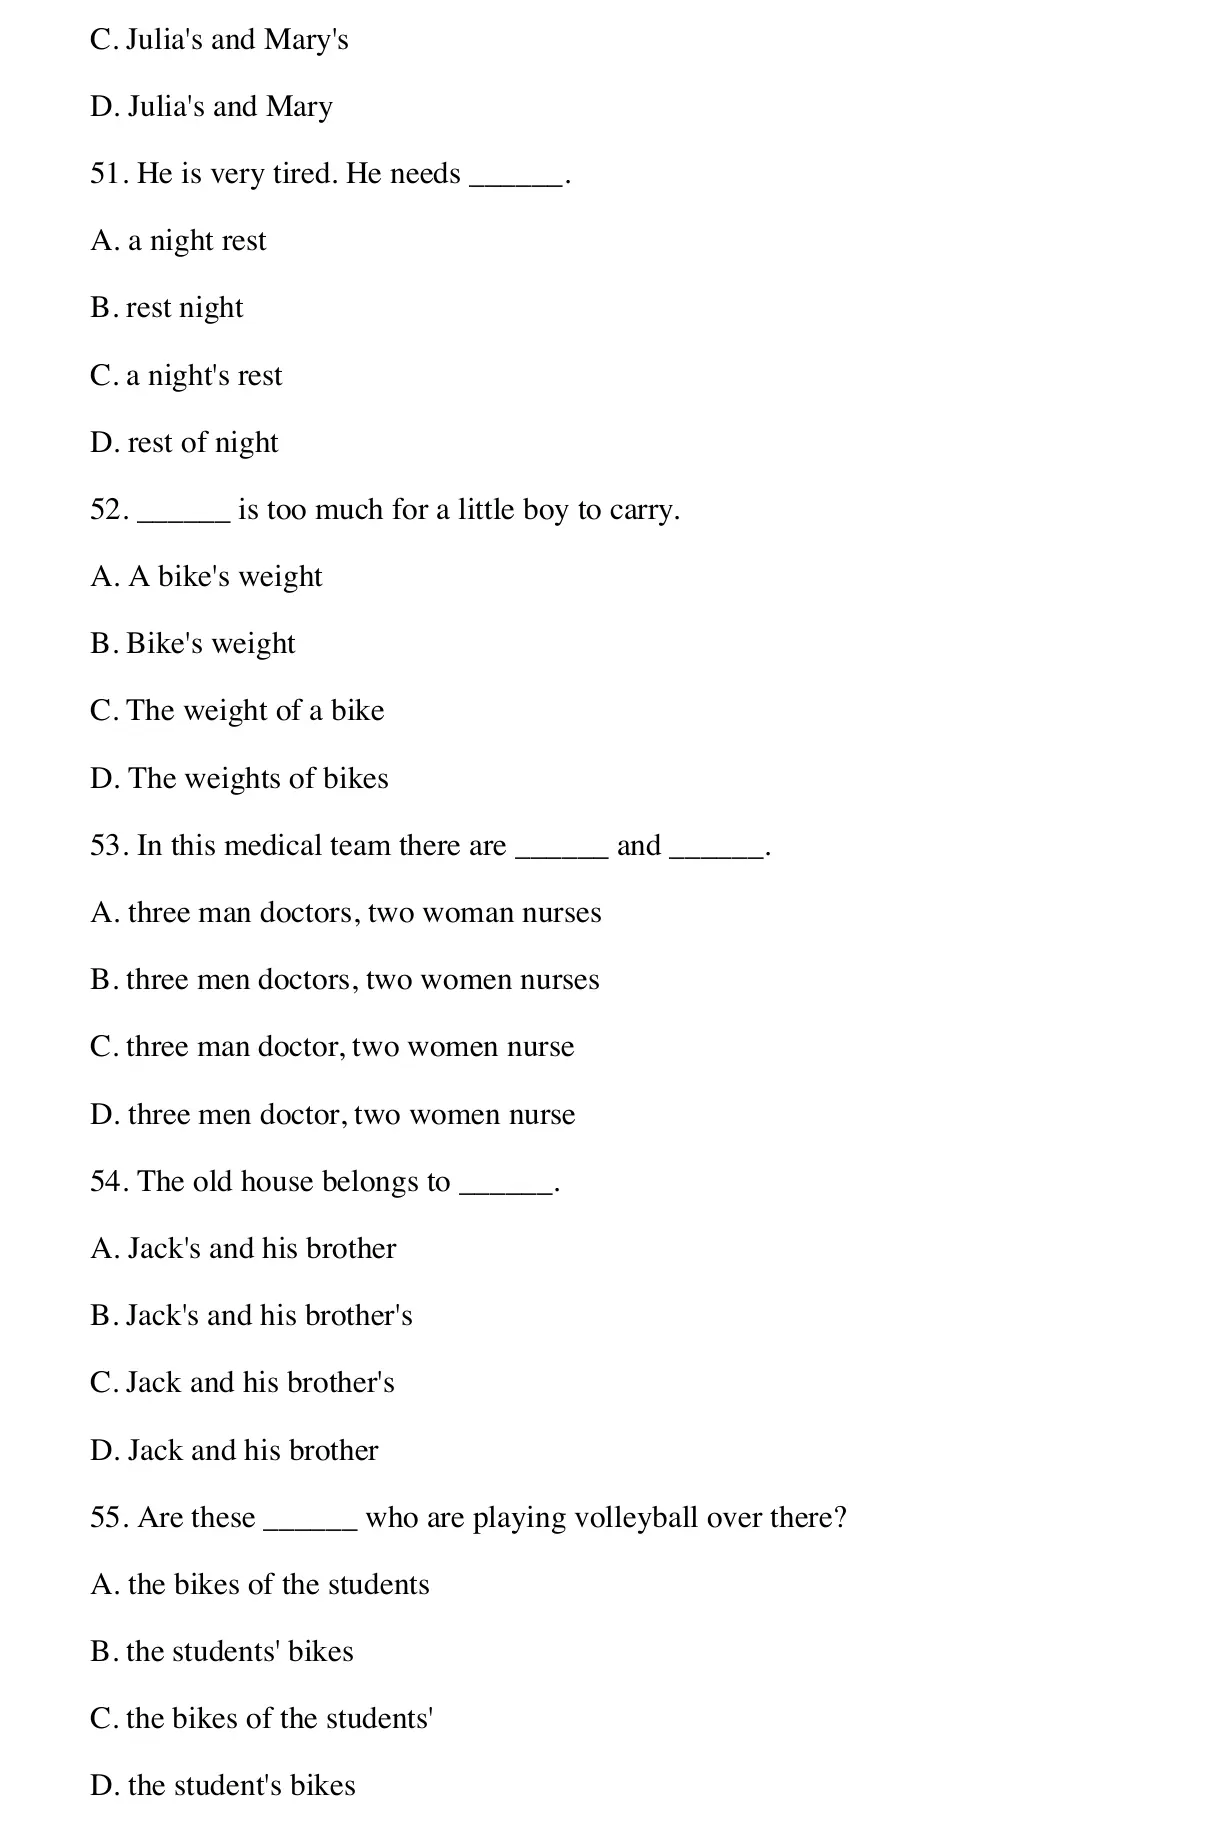 C. Julia's and Mary's
D. Julia's and Mary
51. He is very tired. He needs ______.
A. a night rest
B. rest night
C. a night's rest
D. rest of night
52. ______ is too much for a little boy to carry.
A. A bike's weight
B. Bike's weight
C. The weight of a bike
D. The weights of bikes
53. In this medical team there are ______ and ______.
A. three man doctors, two woman nurses
B. three men doctors, two women nurses
C. three man doctor, two women nurse
D. three men doctor, two women nurse
54. The old house belongs to ______.
A. Jack's and his brother
B. Jack's and his brother's
C. Jack and his brother's
D. Jack and his brother
55. Are these ______ who are playing volleyball over there?
A. the bikes of the students
B. the students' bikes
C. the bikes of the students'
D. the student's bikes